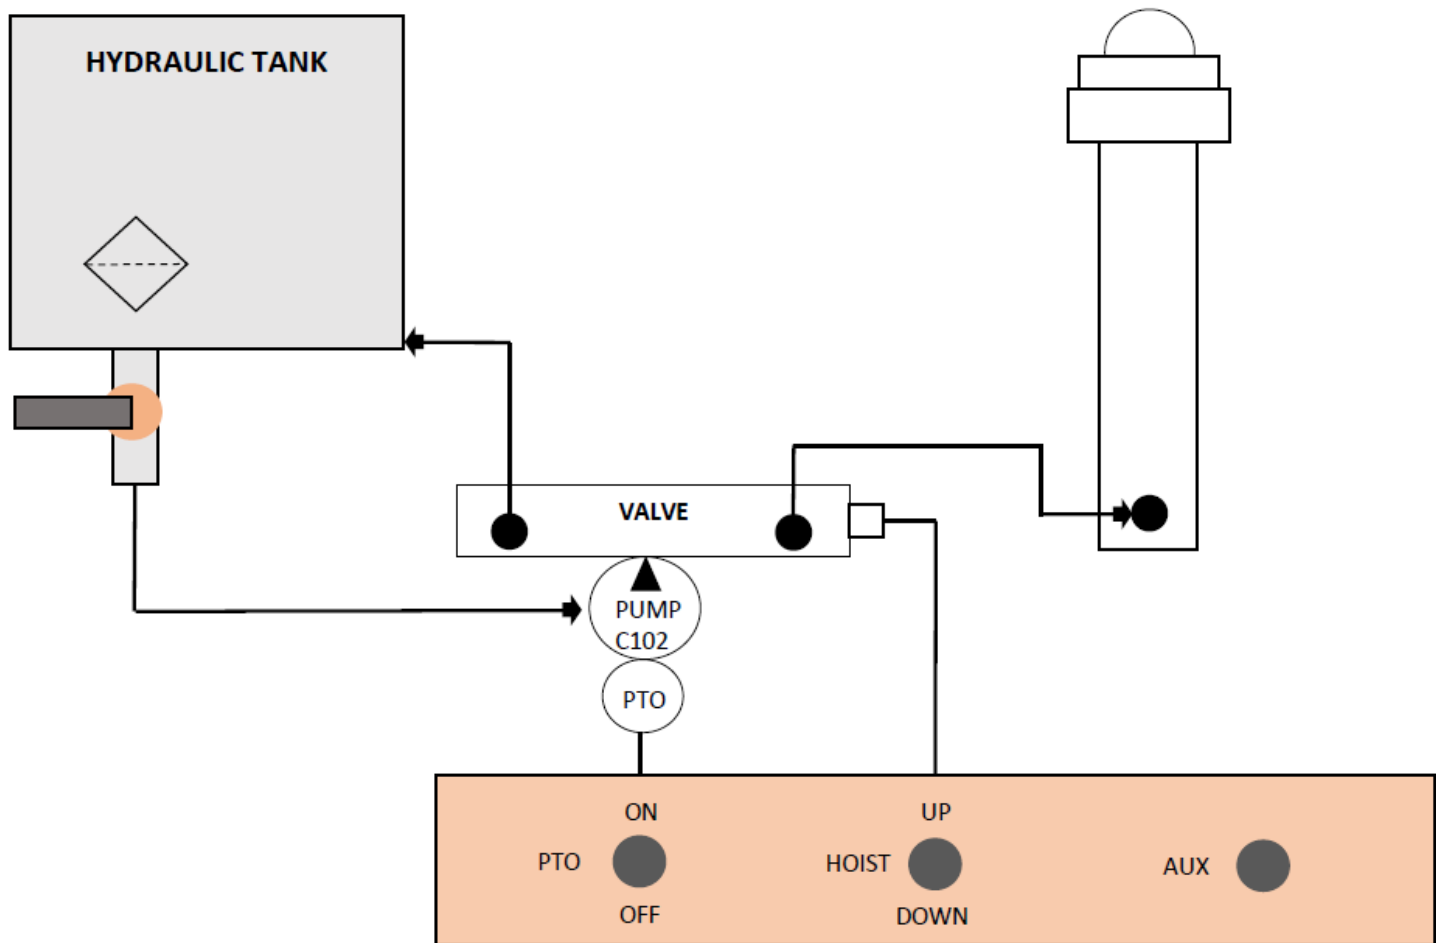 HYDRAULIC TANK
VALVE
PUMP
C102
PTO
ON
UP
PTO
HOIST
AUX
OFF
DOWN